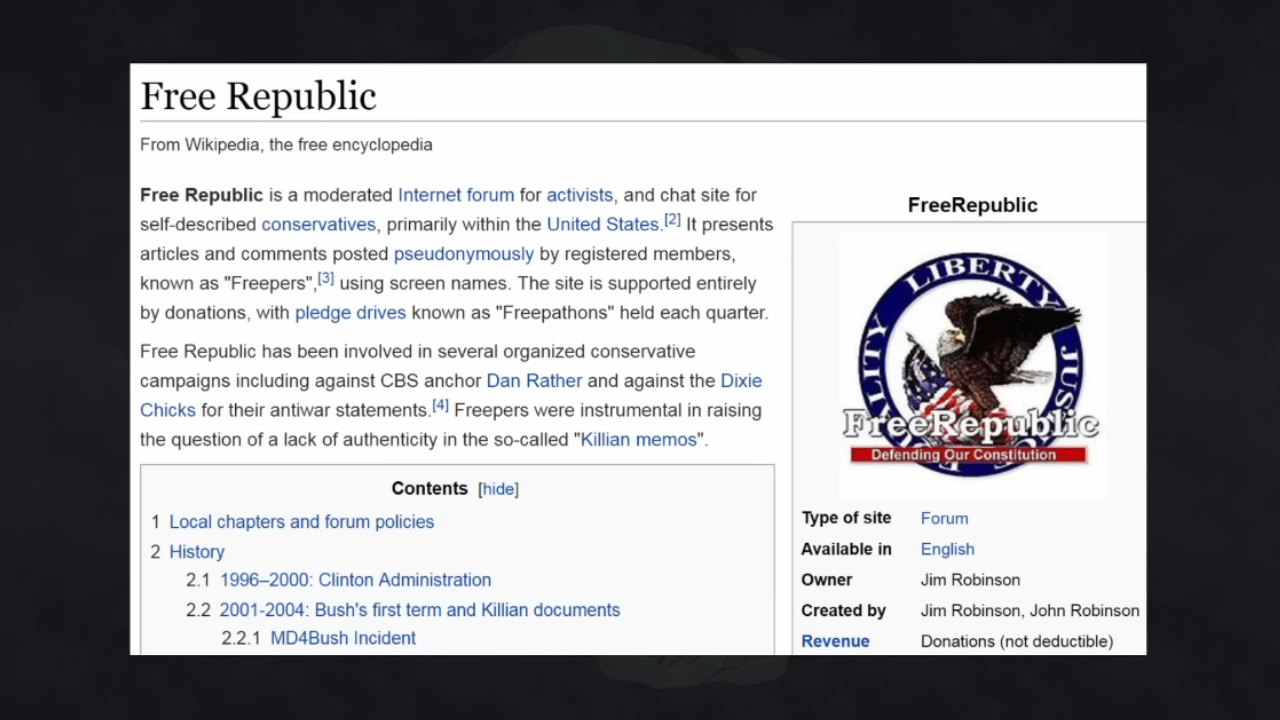 Free Republic
From Wikipedia, the free encyclopedia
Free Republic is a moderated Internet forum for activists, and chat site for
self-described conservatives, primarily within the United States.[2] It presents
articles and comments posted pseudonymously by registered members,
known as "Freepers",[3] using screen names. The site is supported entirely
by donations, with pledge drives known as "Freepathons" held each quarter.
Free Republic has been involved in several organized conservative
campaigns including against CBS anchor Dan Rather and against the Dixie
Chicks for their antiwar statements.[4] Freepers were instrumental in raising
the question of a lack of authenticity in the so-called "Killian memos".
Contents [hide]
1 Local chapters and forum policies
2 History
2.1 1996–2000: Clinton Administration
2.2 2001-2004: Bush's first term and Killian documents
2.2.1 MD4Bush Incident
FreeRepublic
LIBERTY
FreeRepublic
Defending Our Constitution
Type of site Forum
Available in English
Owner Jim Robinson
Created by Jim Robinson, John Robinson
Revenue Donations (not deductible)